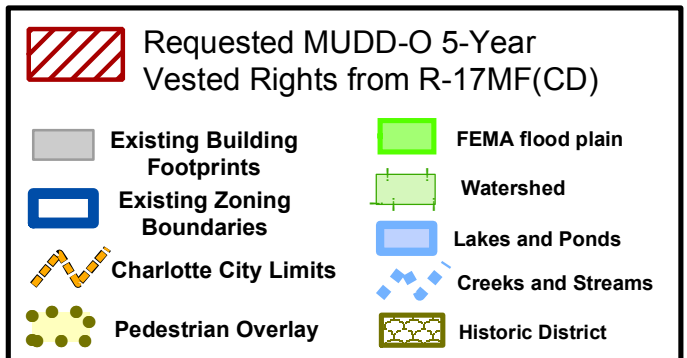 Requested MUDD-O 5-Year
Vested Rights from R-17MF(CD)
Existing Building
Footprints
Existing Zoning
Boundaries
Charlotte City Limits
Pedestrian Overlay
FEMA flood plain
Watershed
Lakes and Ponds
Creeks and Streams
Historic District